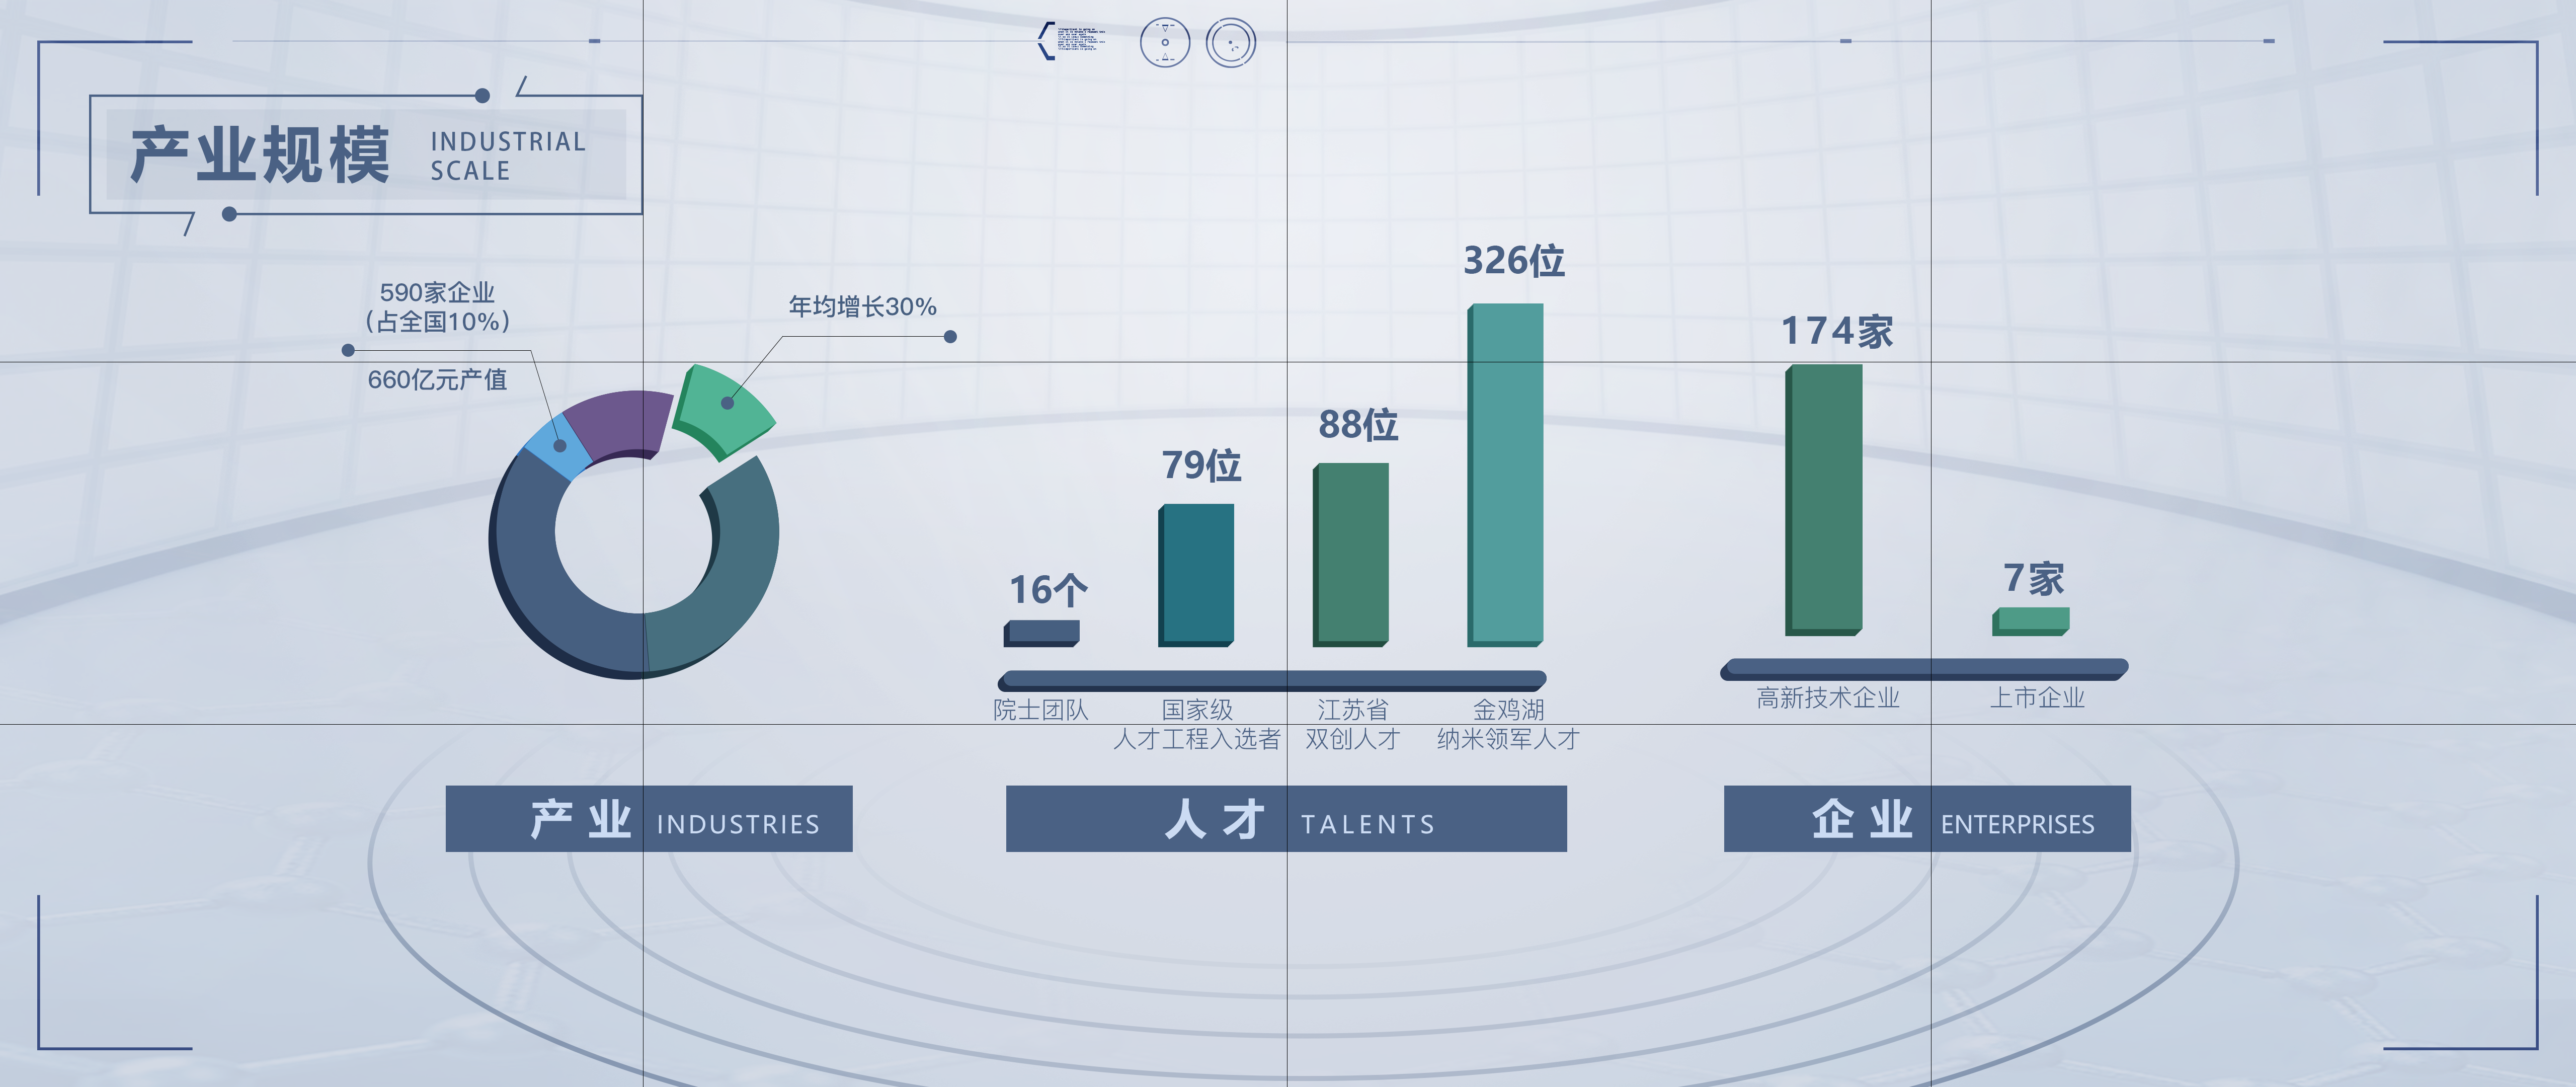 产业规模
INDUSTRIAL
SCALE
590家企业
(占全国10%)
660亿元产值
年均增长30%
16个
79位
88位
326位
院士团队
国家级
人才工程入选者
江苏省
双创人才
金鸡湖
纳米领军人才
174家
7家
高新技术企业
上市企业
产业 INDUSTRIES
人才 TALENTS
企业 ENTERPRISES